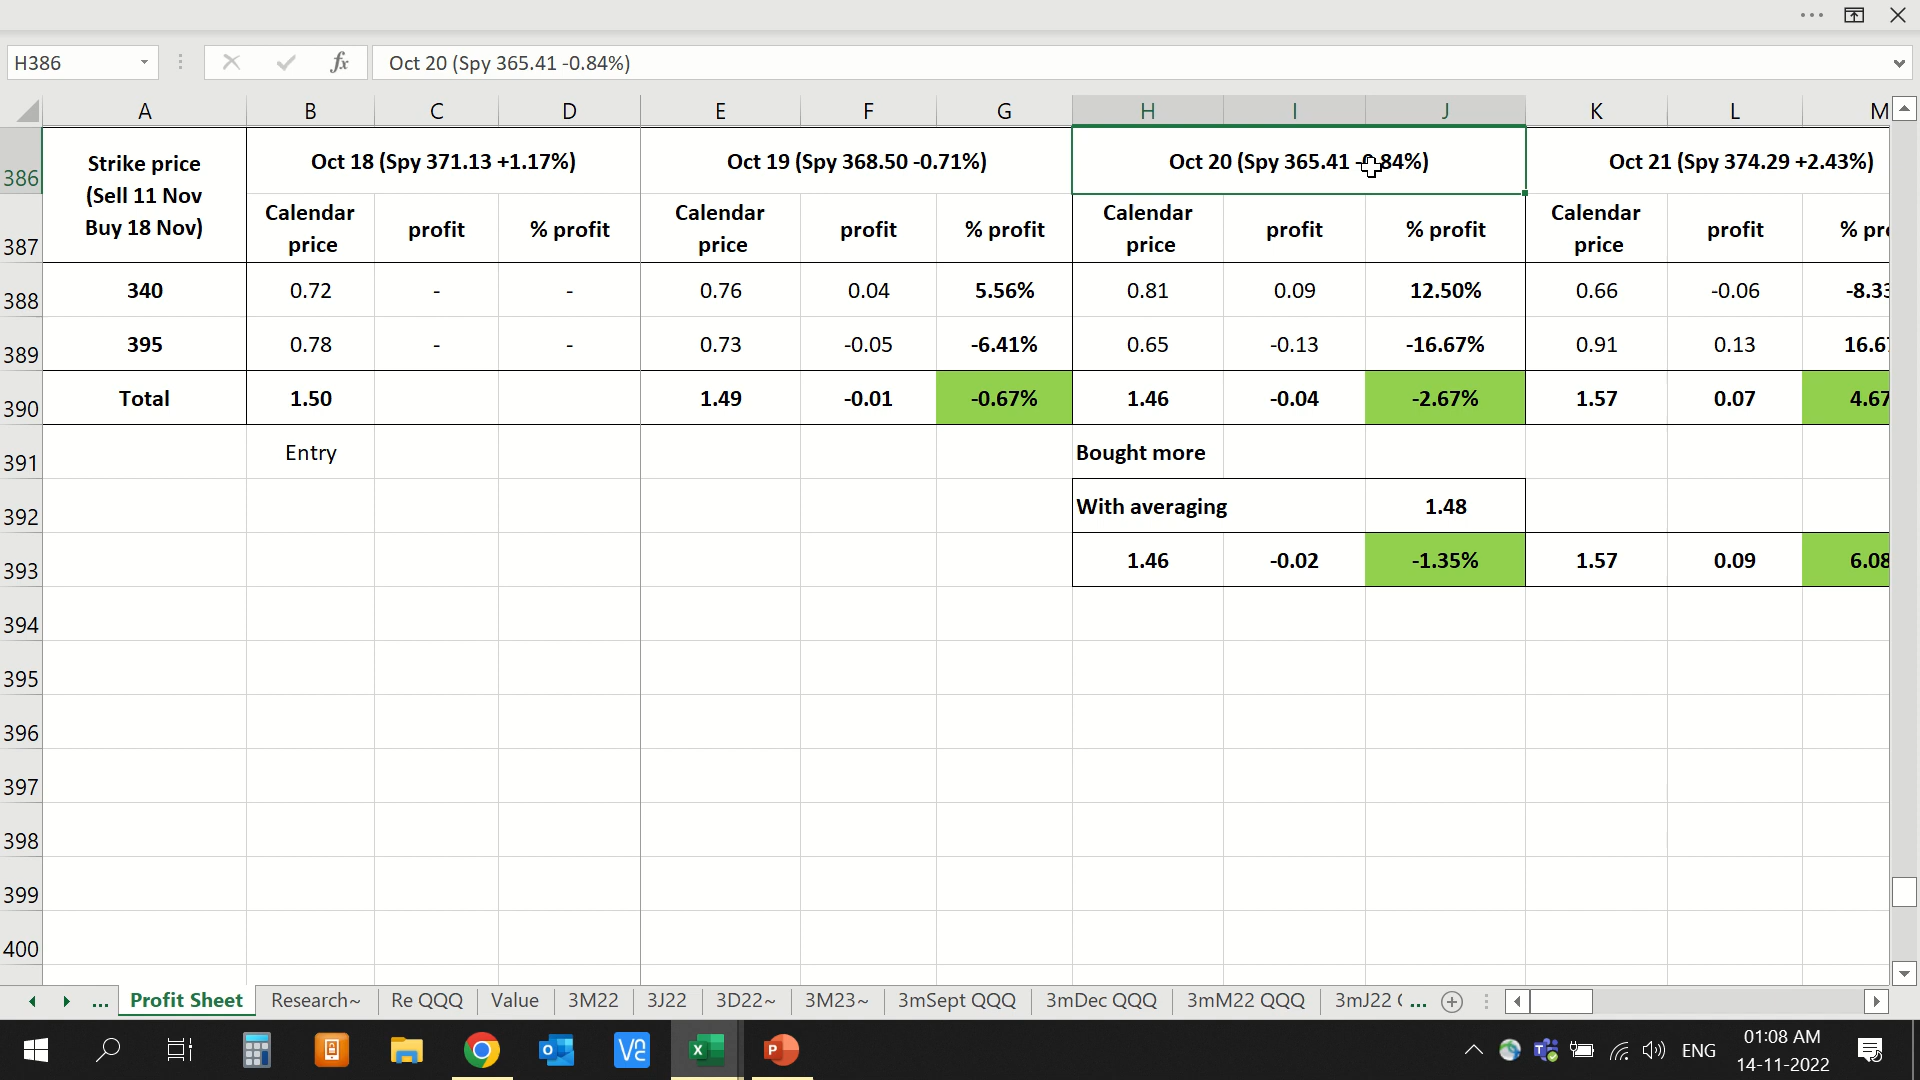 H386
fx
Oct 20 (Spy 365.41 -0.84%)
A B C D E F G H I J K L M
386 Strike price (Sell 11 Nov Buy 18 Nov) Oct 18 (Spy 371.13 +1.17%) Oct 19 (Spy 368.50 -0.71%) Oct 20 (Spy 365.41 -0.84%) Oct 21 (Spy 374.29 +2.43%)
387 Calendar price profit % profit Calendar price profit % profit Calendar price profit % profit Calendar price profit % pr
388 340 0.72 - - 0.76 0.04 5.56% 0.81 0.09 12.50% 0.66 -0.06 -8.33
389 395 0.78 - - 0.73 -0.05 -6.41% 0.65 -0.13 -16.67% 0.91 0.13 16.6
390 Total 1.50 1.49 -0.01 -0.67% 1.46 -0.04 -2.67% 1.57 0.07 4.67
391 Entry Bought more
392 With averaging 1.48
393 1.46 -0.02 -1.35% 1.57 0.09 6.08
394
395
396
397
398
399
400
... Profit Sheet Research~ Re QQQ Value 3M22 3J22 3D22~ 3M23~ 3mSept QQQ 3mDec QQQ 3mM22 QQQ 3mJ22 ...
ENG 01:08 AM
14-11-2022